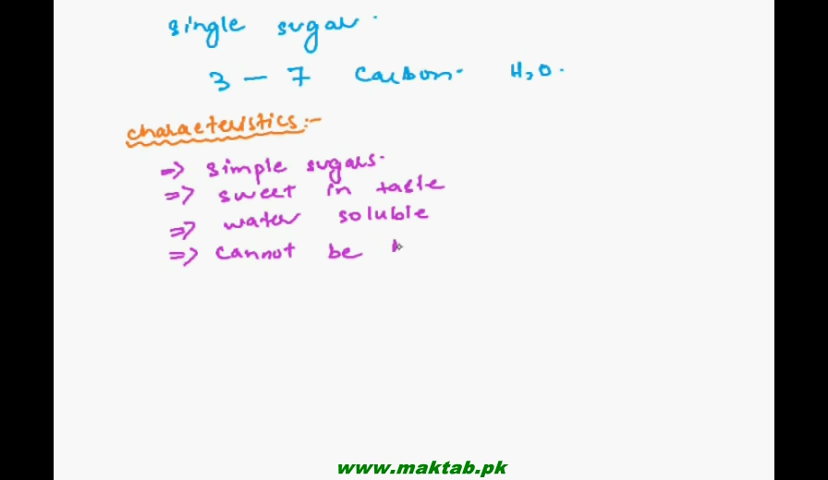 single sugar.
3 – 7 Carbon. H2O.
characteristics:-
=> simple sugars.
=> sweet in taste
=> water soluble
=> cannot be
www.maktab.pk